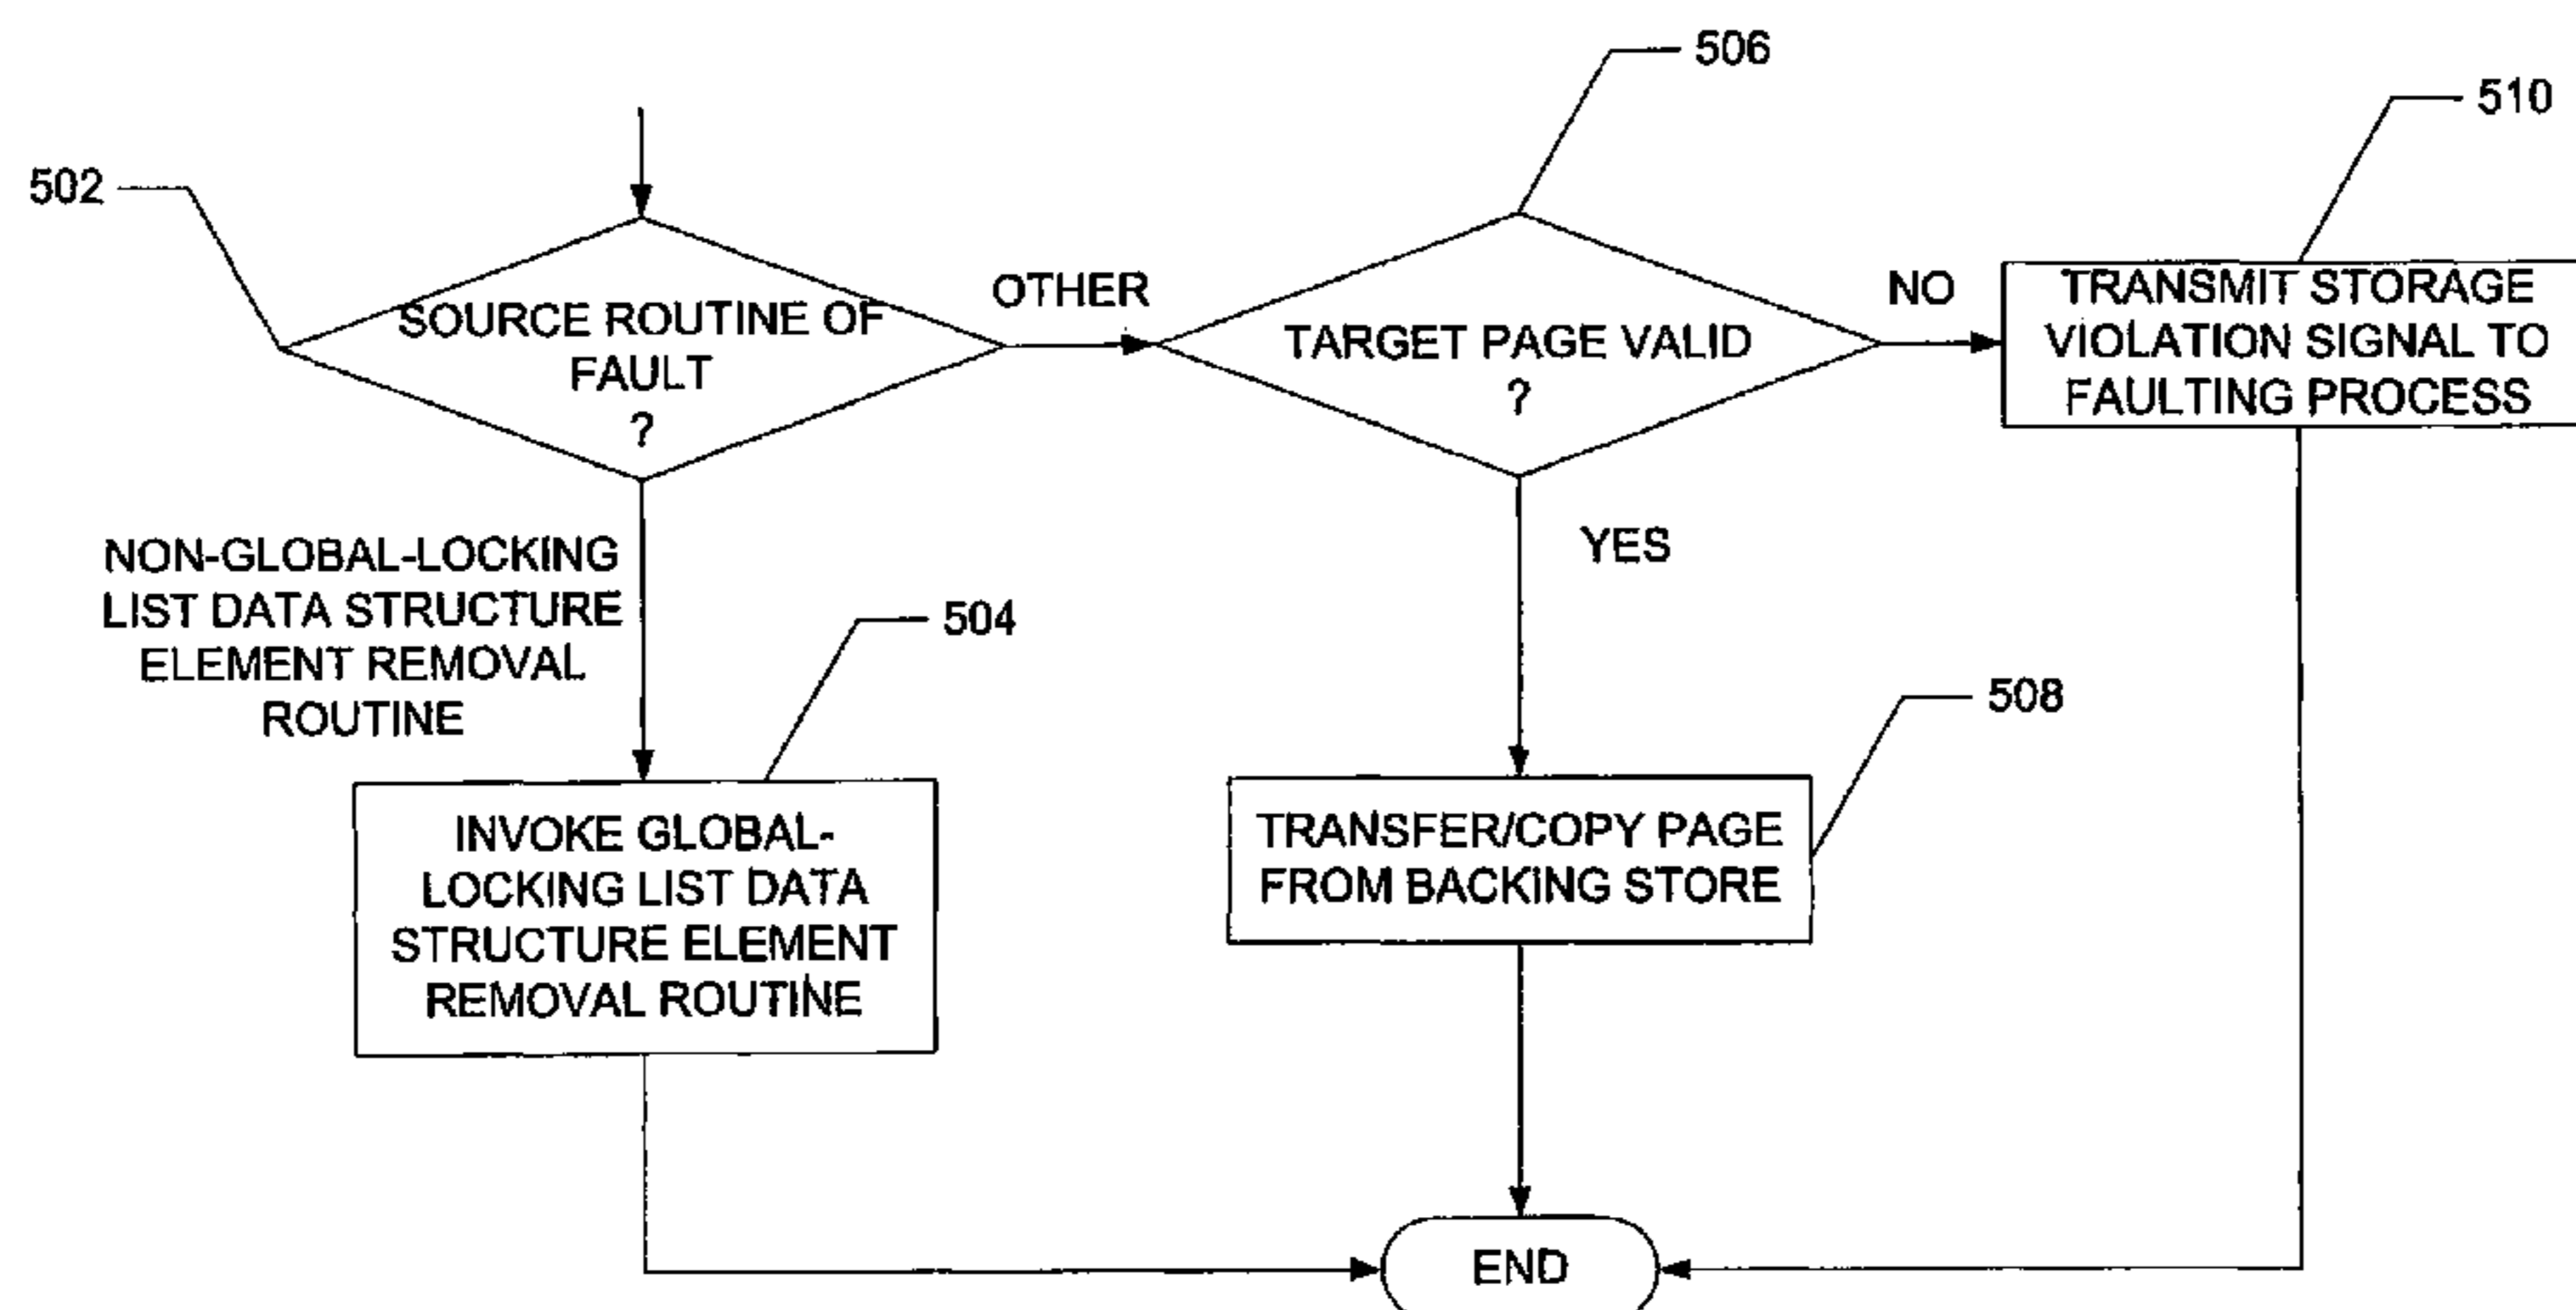 506
510
502
SOURCE ROUTINE OF
FAULT
?
OTHER
TARGET PAGE VALID
?
NO
TRANSMIT STORAGE
VIOLATION SIGNAL TO
FAULTING PROCESS
NON-GLOBAL-LOCKING
LIST DATA STRUCTURE
ELEMENT REMOVAL
ROUTINE
YES
504
508
INVOKE GLOBAL-
LOCKING LIST DATA
STRUCTURE ELEMENT
REMOVAL ROUTINE
TRANSFER/COPY PAGE
FROM BACKING STORE
END